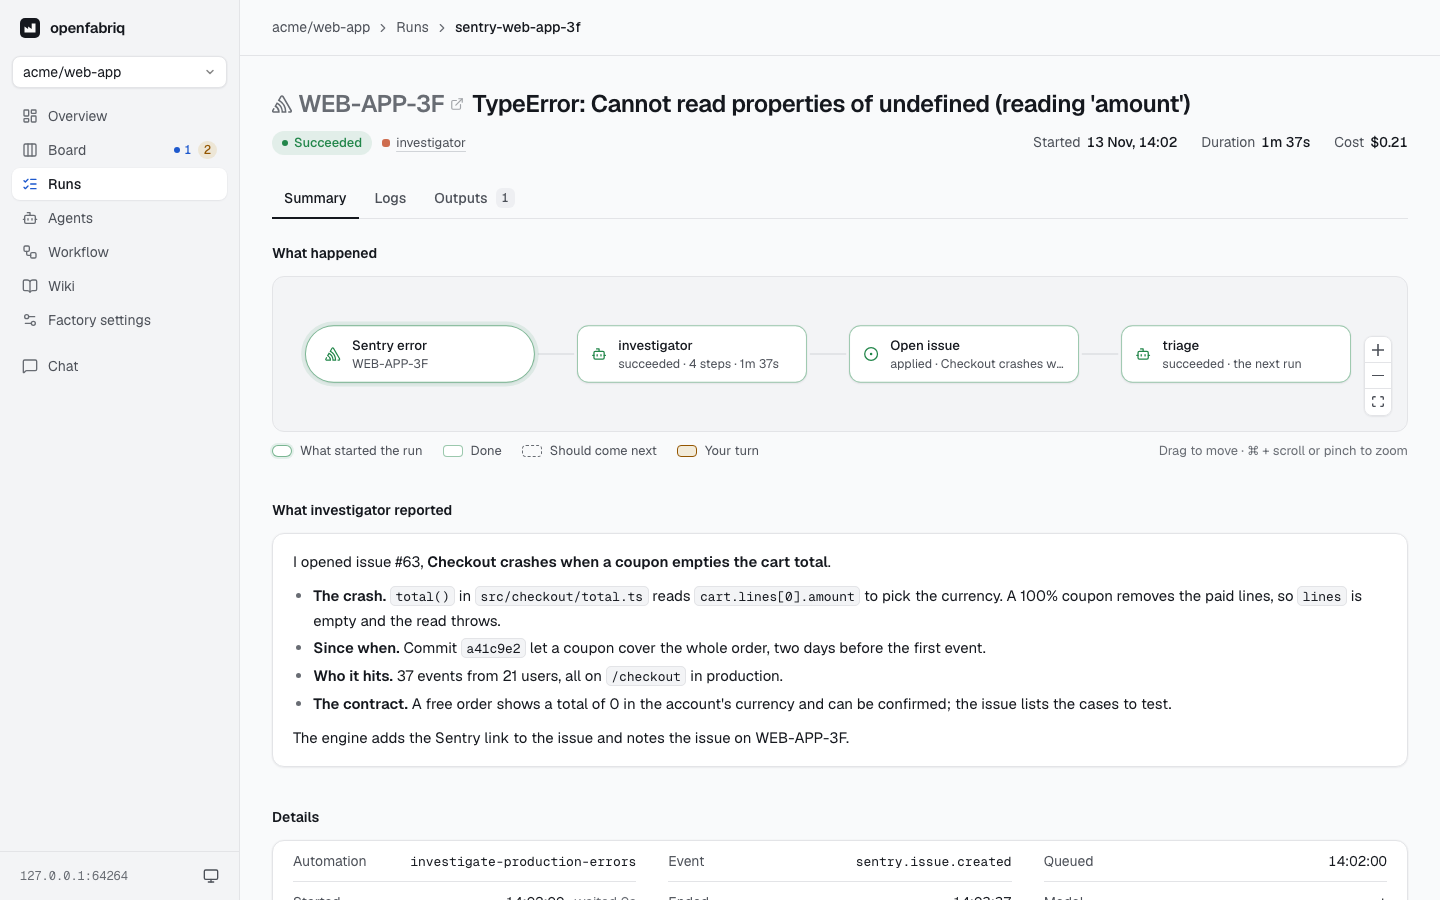 openfabriq
acme/web-app
Overview
Board 1 2
Runs
Agents
Workflow
Wiki
Factory settings
Chat
127.0.0.1:64264
acme/web-app > Runs > sentry-web-app-3f
WEB-APP-3F TypeError: Cannot read properties of undefined (reading 'amount')
Succeeded investigator Started 13 Nov, 14:02 Duration 1m 37s Cost $0.21
Summary Logs Outputs 1
What happened
Sentry error
WEB-APP-3F
investigator
succeeded · 4 steps · 1m 37s
Open issue
applied · Checkout crashes w...
triage
succeeded · the next run
What started the run Done Should come next Your turn Drag to move · ⌘ + scroll or pinch to zoom
What investigator reported
I opened issue #63, Checkout crashes when a coupon empties the cart total.
• The crash. total() in src/checkout/total.ts reads cart.lines[0].amount to pick the currency. A 100% coupon removes the paid lines, so lines is
empty and the read throws.
• Since when. Commit a41c9e2 let a coupon cover the whole order, two days before the first event.
• Who it hits. 37 events from 21 users, all on /checkout in production.
• The contract. A free order shows a total of 0 in the account's currency and can be confirmed; the issue lists the cases to test.
The engine adds the Sentry link to the issue and notes the issue on WEB-APP-3F.
Details
Automation investigate-production-errors Event sentry.issue.created Queued 14:02:00